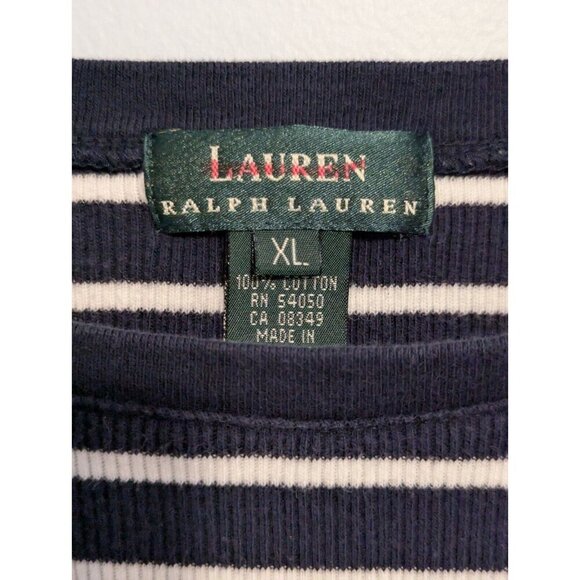 LAUREN
RALPH LAUREN
XL
100% COTTON
RN 54050
CA 08349
MADE IN